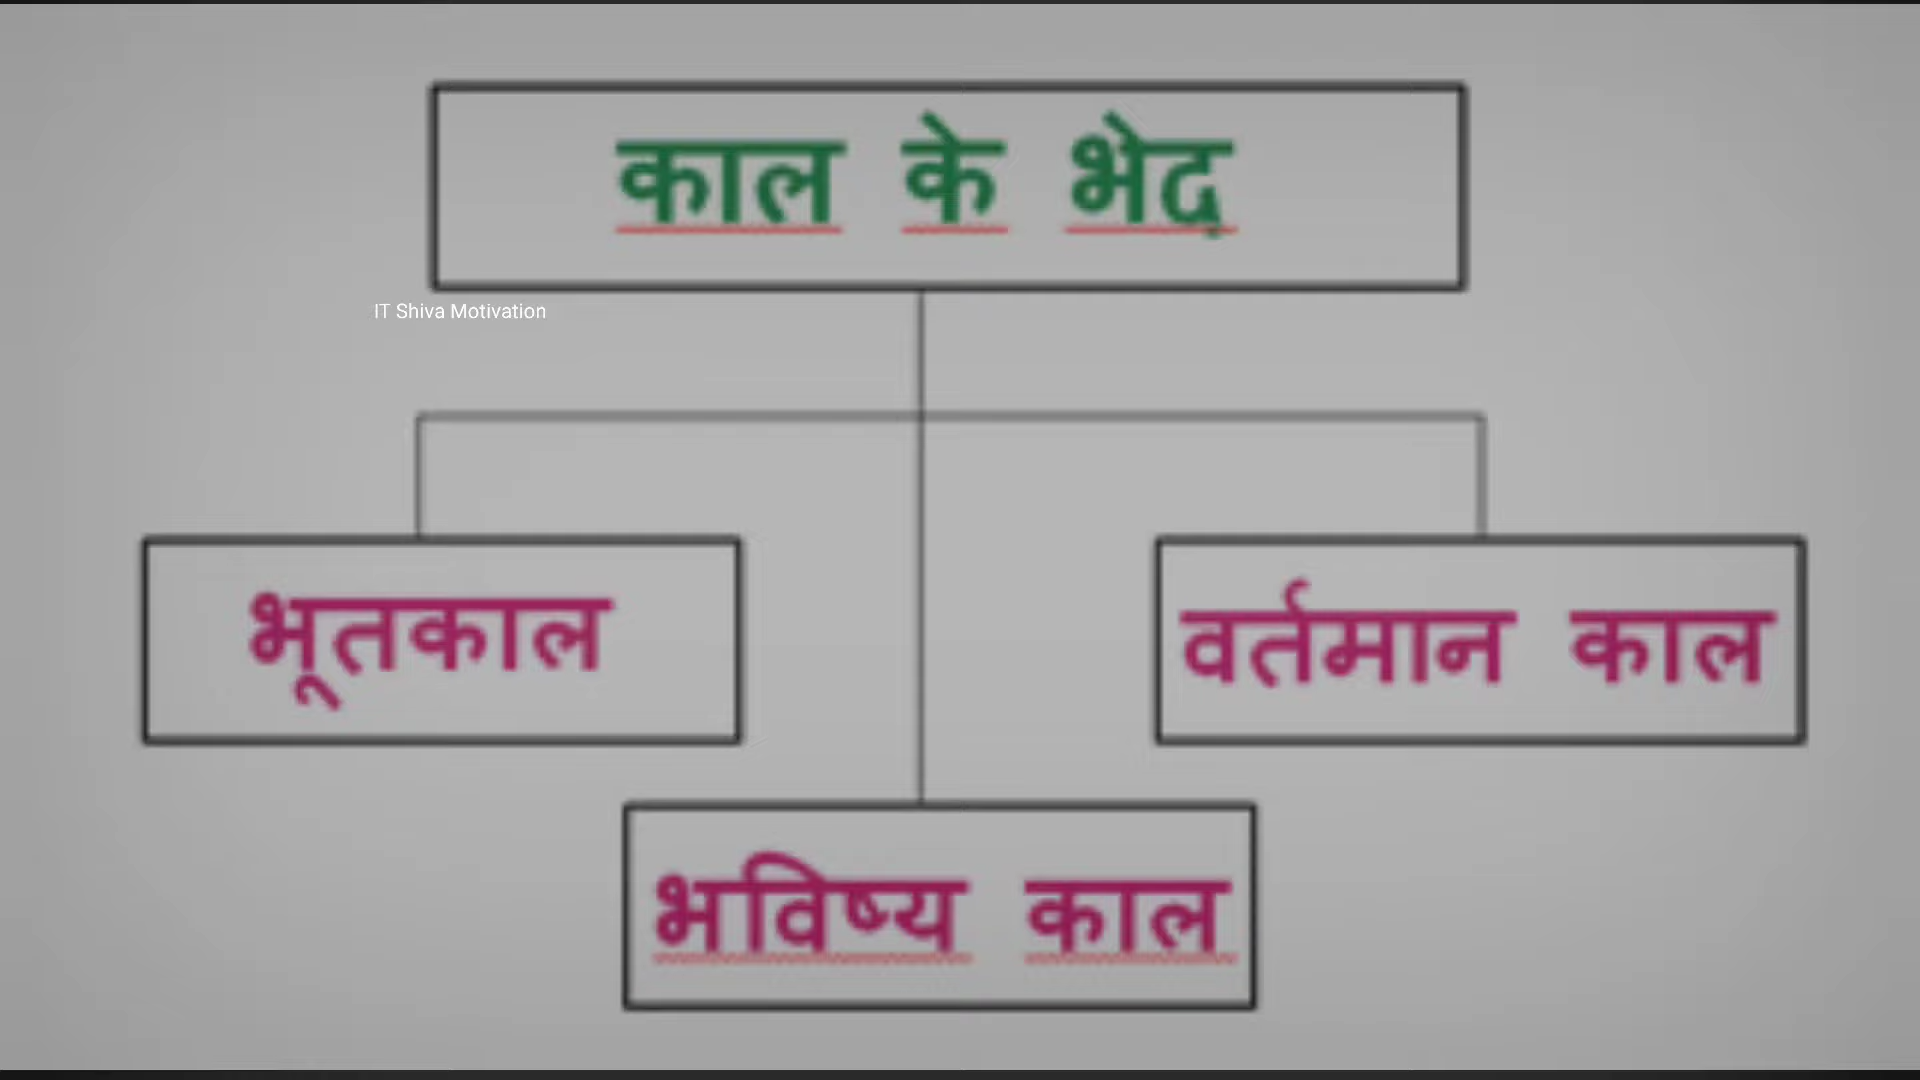 काल के भेद
IT Shiva Motivation
भूतकाल
वर्तमान काल
भविष्य काल